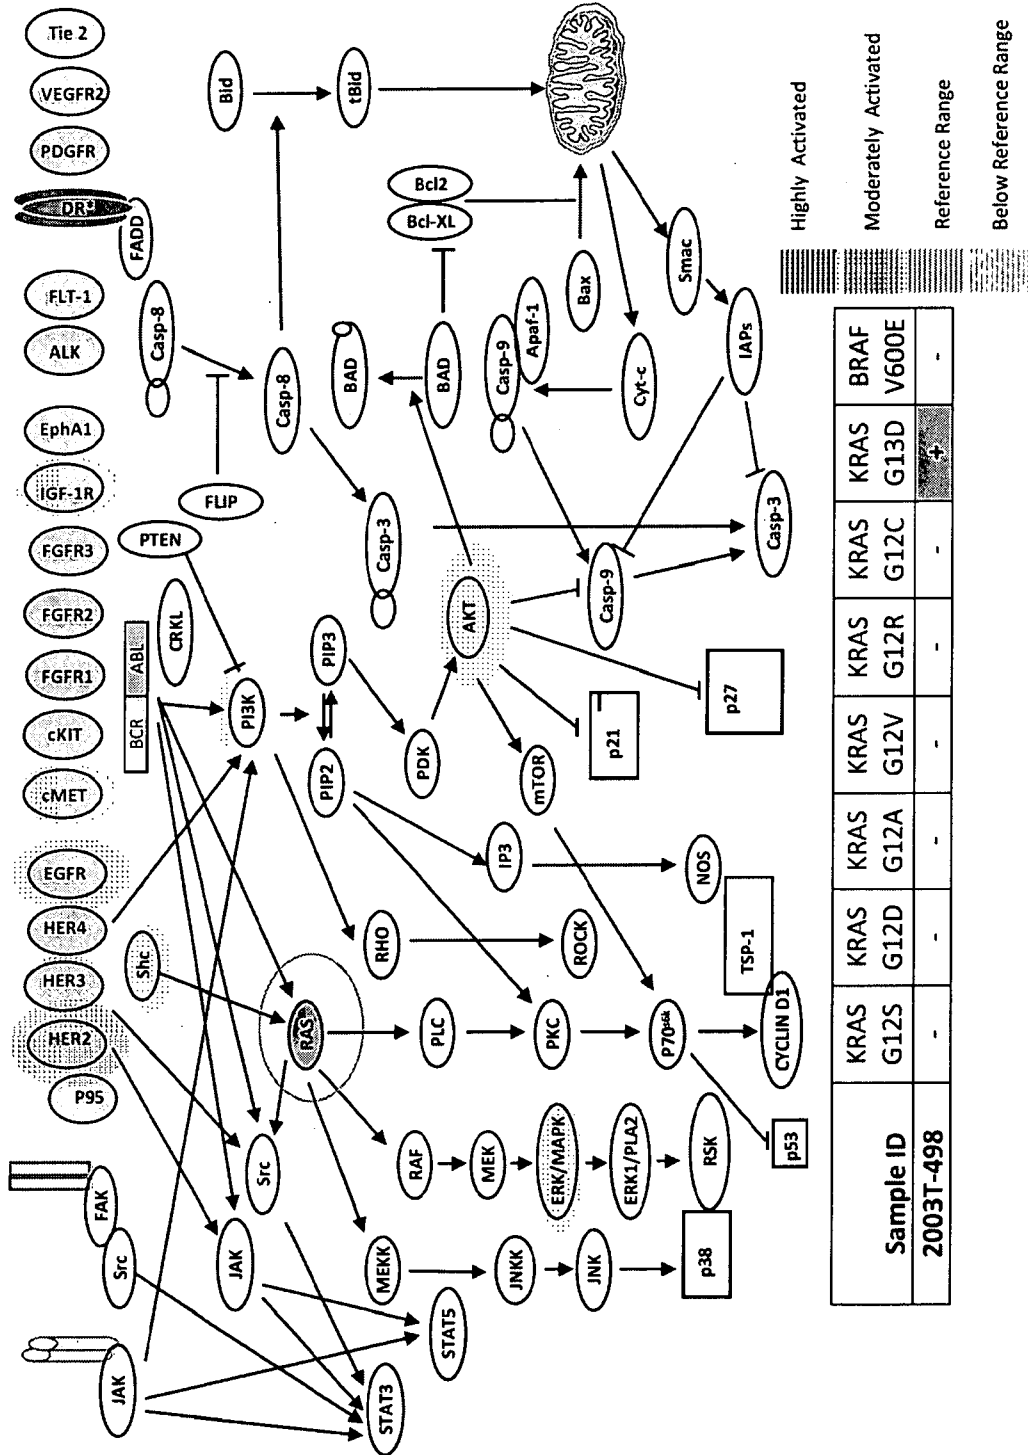 P95
HER2
HER3
HER4
EGFR
cMET
cKIT
FGFR1
FGFR2
FGFR3
IGF-1R
EphA1
ALK
FLT-1
DR*
PDGFR
VEGFR2
Tie 2
JAK
Src
FAK
Shc
BCR
ABL
CRKL
PTEN
FLIP
Casp-8
FADD
JAK
Src
RAS*
PI3K
Casp-8
Bid
STAT3
STAT5
MEKK
RAF
PLC
RHO
PIP2
PIP3
Casp-3
BAD
tBid
JNKK
MEK
PKC
ROCK
IP3
PDK
AKT
BAD
Bcl-XL
Bcl2
JNK
ERK/MAPK
ERK1/PLA2
P70s6k
mTOR
p21
Casp-9
Casp-9
Apaf-1
Bax
p38
RSK
p53
CYCLIN D1
TSP-1
NOS
p27
Casp-3
Cyt-c
IAPs
Smac
Highly Activated
Moderately Activated
Reference Range
Below Reference Range
Sample ID KRAS G12S KRAS G12D KRAS G12A KRAS G12V KRAS G12R KRAS G12C KRAS G13D BRAF V600E
2003T-498 - - - - - - + -